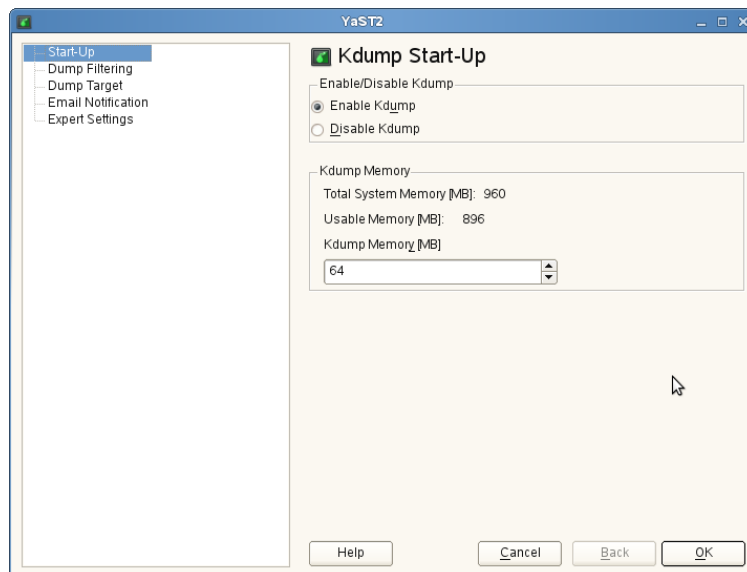 YaST2
Start-Up
Dump Filtering
Dump Target
Email Notification
Expert Settings
Kdump Start-Up
Enable/Disable Kdump
Enable Kdump
Disable Kdump
Kdump Memory
Total System Memory [MB]: 960
Usable Memory [MB]: 896
Kdump Memory [MB]
64
Help
Cancel
Back
OK